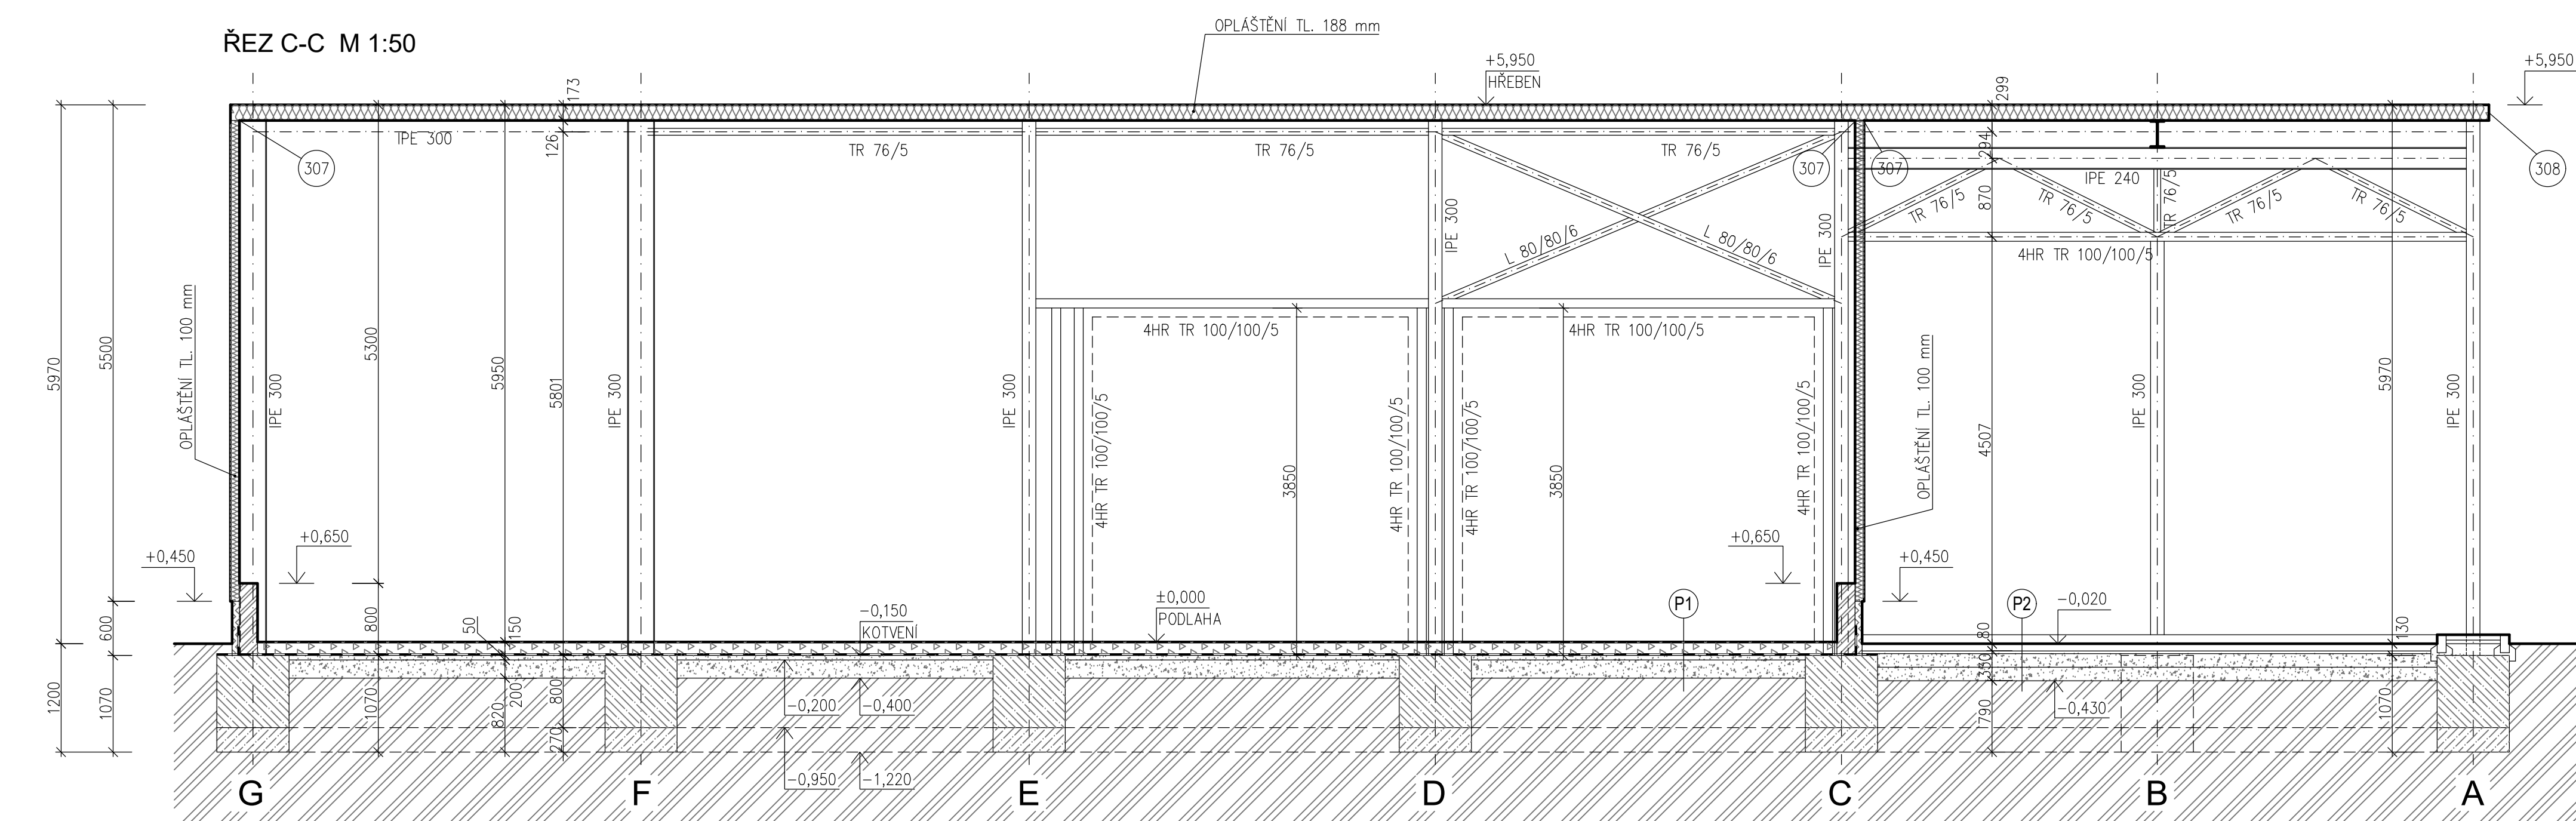 ŘEZ C-C  M 1:50
OPLÁŠTĚNÍ TL. 188 mm
+5,950
HŘEBEN
+5,950
173
299
126
IPE 300
TR 76/5
TR 76/5
TR 76/5
294
307
307
307
308
IPE 240
870
TR 76/5
TR 76/5
TR 76/5
TR 76/5
TR 76/5
L 80/80/6
L 80/80/6
IPE 300
IPE 300
4HR TR 100/100/5
5970
5500
OPLÁŠTĚNÍ TL. 100 mm
IPE 300
5300
5950
5801
IPE 300
IPE 300
4HR TR 100/100/5
4HR TR 100/100/5
4HR TR 100/100/5
4HR TR 100/100/5
4HR TR 100/100/5
4HR TR 100/100/5
3850
3850
OPLÁŠTĚNÍ TL. 100 mm
4507
IPE 300
5970
IPE 300
+0,450
+0,650
+0,650
+0,450
±0,000
PODLAHA
P1
P2
-0,020
-0,150
KOTVENÍ
600
800
50
150
80
130
1200
1070
1070
820
200
800
270
-0,200
-0,400
330
-0,430
790
1070
-0,950
-1,220
G
F
E
D
C
B
A